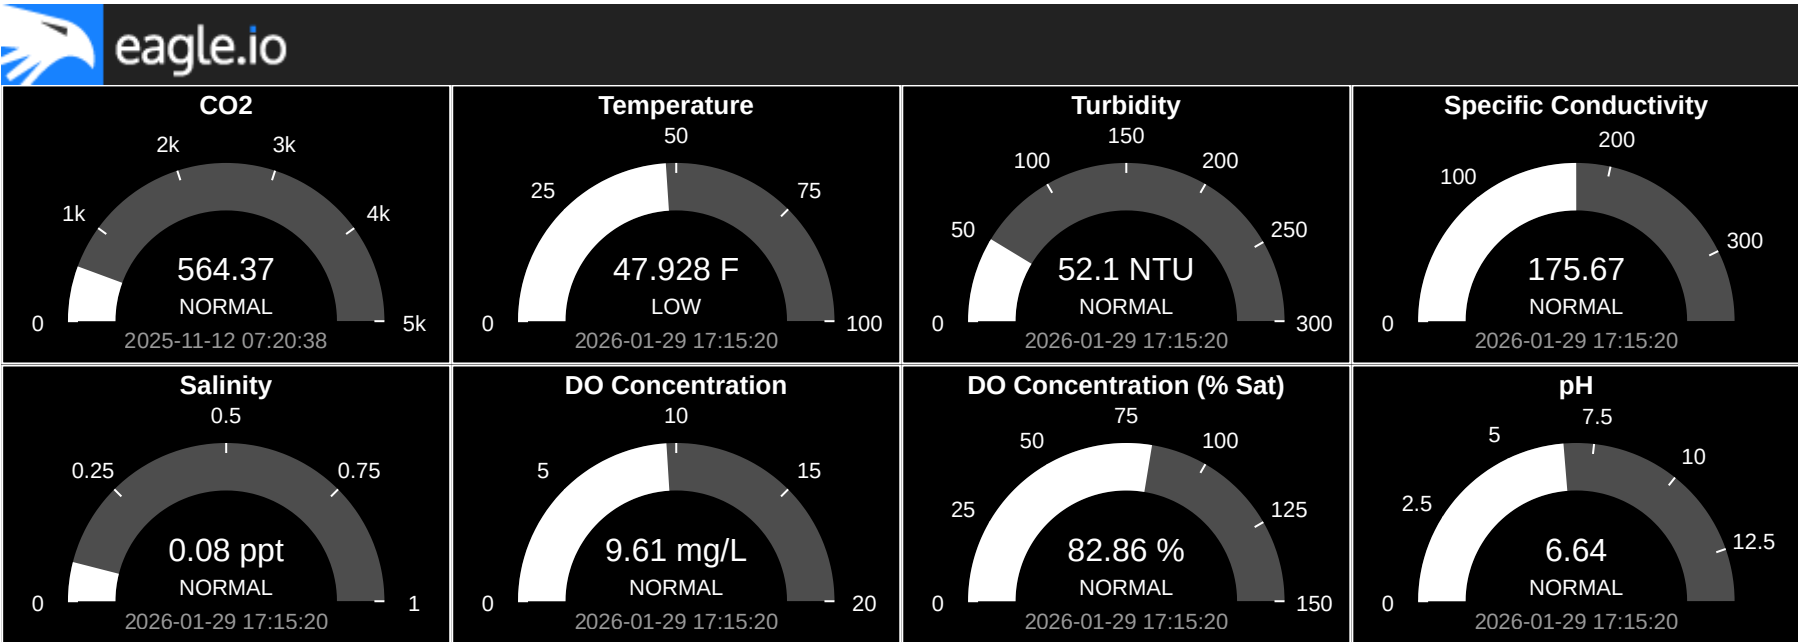 eagle.io
CO2
2k
3k
1k
4k
564.37
NORMAL
0
5k
2025-11-12 07:20:38
Temperature
50
25
75
47.928 F
LOW
0
100
2026-01-29 17:15:20
Turbidity
150
100
200
50
250
52.1 NTU
NORMAL
0
300
2026-01-29 17:15:20
Specific Conductivity
200
100
300
175.67
NORMAL
0
2026-01-29 17:15:20
Salinity
0.5
0.25
0.75
0.08 ppt
NORMAL
0
1
2026-01-29 17:15:20
DO Concentration
10
5
15
9.61 mg/L
NORMAL
0
20
2026-01-29 17:15:20
DO Concentration (% Sat)
75
50
100
25
125
82.86 %
NORMAL
0
150
2026-01-29 17:15:20
pH
7.5
5
10
2.5
12.5
6.64
NORMAL
0
2026-01-29 17:15:20